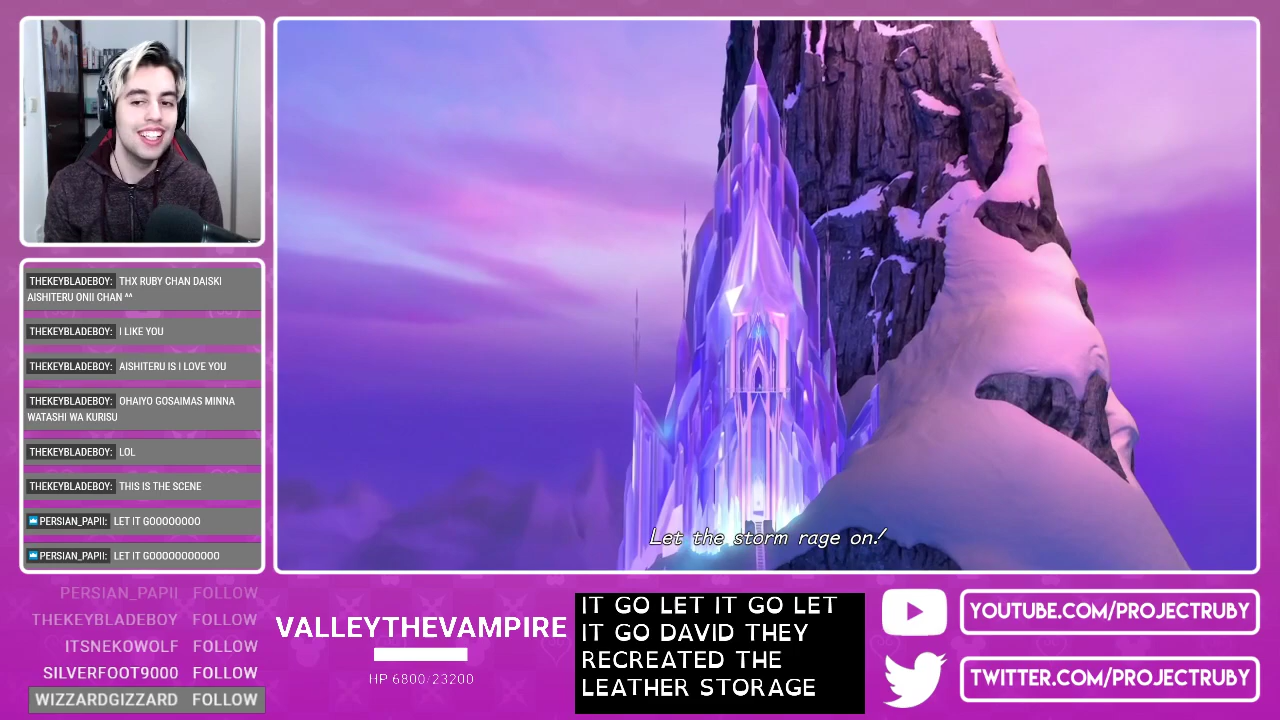 THEKEYBLADEBOY: THX RUBY CHAN DAISKI
AISHITERU ONII CHAN ^^
THEKEYBLADEBOY: I LIKE YOU
THEKEYBLADEBOY: AISHITERU IS I LOVE YOU
THEKEYBLADEBOY: OHAIYO GOSAIMAS MINNA
WATASHI WA KURISU
THEKEYBLADEBOY: LOL
THEKEYBLADEBOY: THIS IS THE SCENE
PERSIAN_PAPII: LET IT GOOOOOOOO
PERSIAN_PAPII: LET IT GOOOOOOOOOOO
Let the storm rage on!
PERSIAN_PAPII FOLLOW
THEKEYBLADEBOY FOLLOW
ITSNEKOWOLF FOLLOW
SILVERFOOT9000 FOLLOW
WIZZARDGIZZARD FOLLOW
VALLEYTHEVAMPIRE
HP 6800/23200
IT GO LET IT GO LET
IT GO DAVID THEY
RECREATED THE
LEATHER STORAGE
YOUTUBE.COM/PROJECTRUBY
TWITTER.COM/PROJECTRUBY